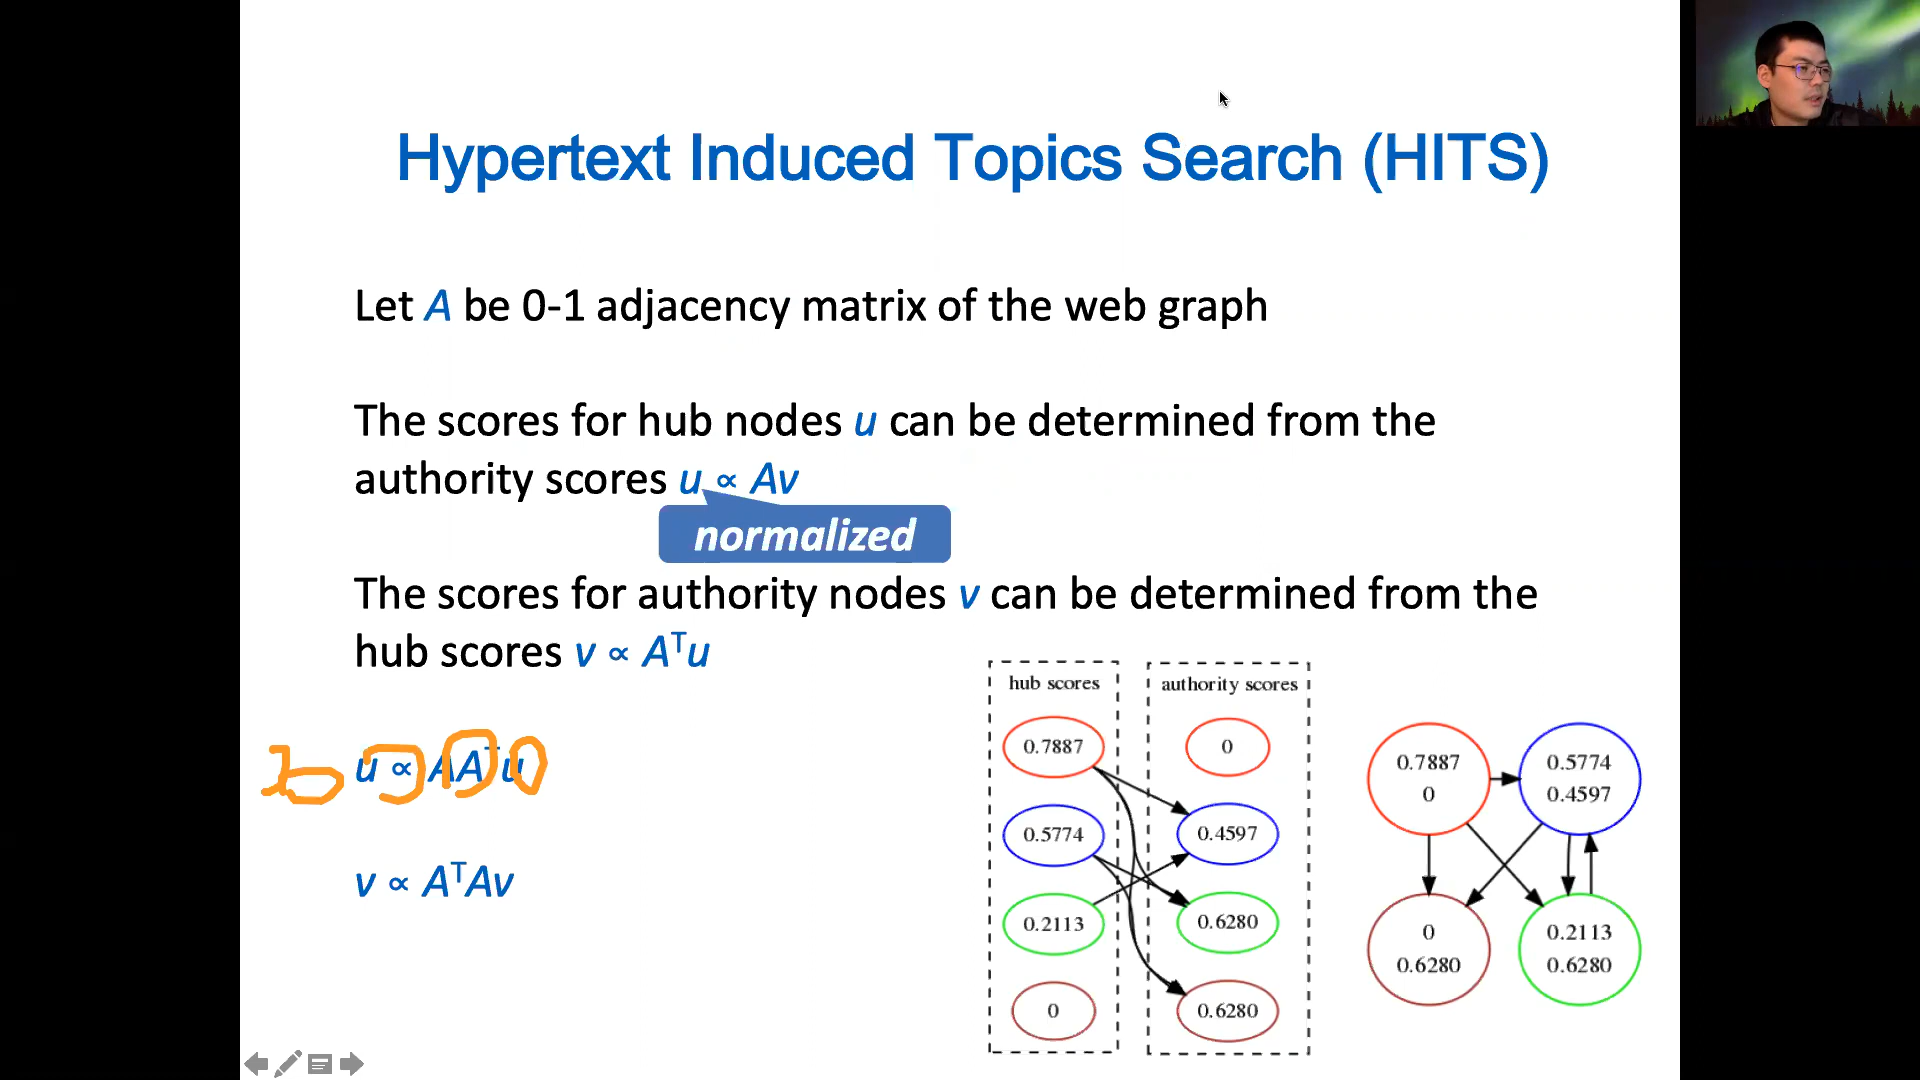 Hypertext Induced Topics Search (HITS)
Let A be 0-1 adjacency matrix of the web graph
The scores for hub nodes u can be determined from the
authority scores u ∝ Av
normalized
The scores for authority nodes v can be determined from the
hub scores v ∝ Aᵀu
u ∝ AAᵀu
v ∝ AᵀAv
hub scores
0.7887
0.5774
0.2113
0
authority scores
0
0.4597
0.6280
0.6280
0.7887
0
0.5774
0.4597
0
0.6280
0.2113
0.6280